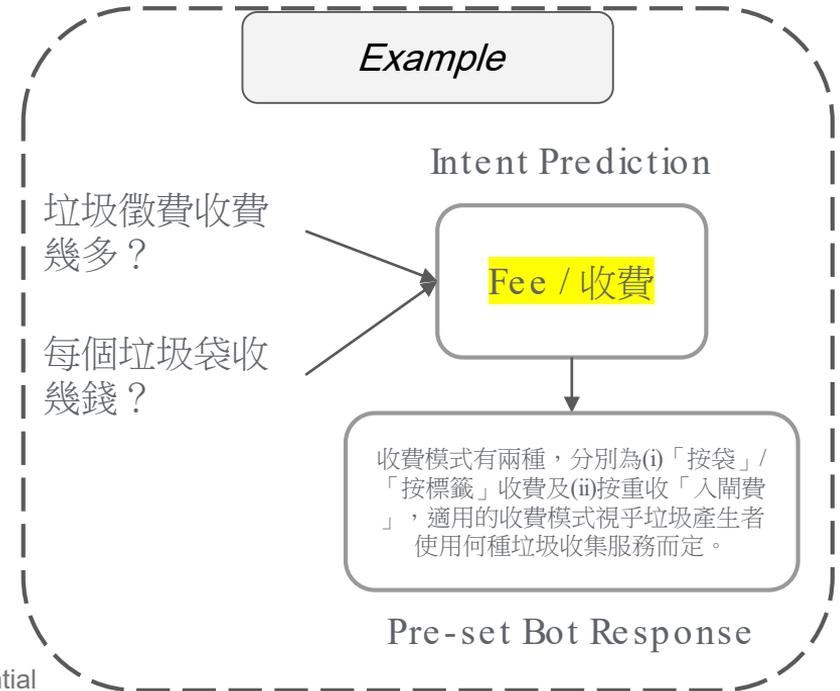 Example
Intent Prediction
垃圾徵費收費
幾多？
Fee / 收費
每個垃圾袋收
幾錢？
收費模式有兩種，分別為(i)「按袋」/
「按標籤」收費及(ii)按重收「入閘費
」，適用的收費模式視乎垃圾產生者
使用何種垃圾收集服務而定。
Pre-set Bot Response
ntial